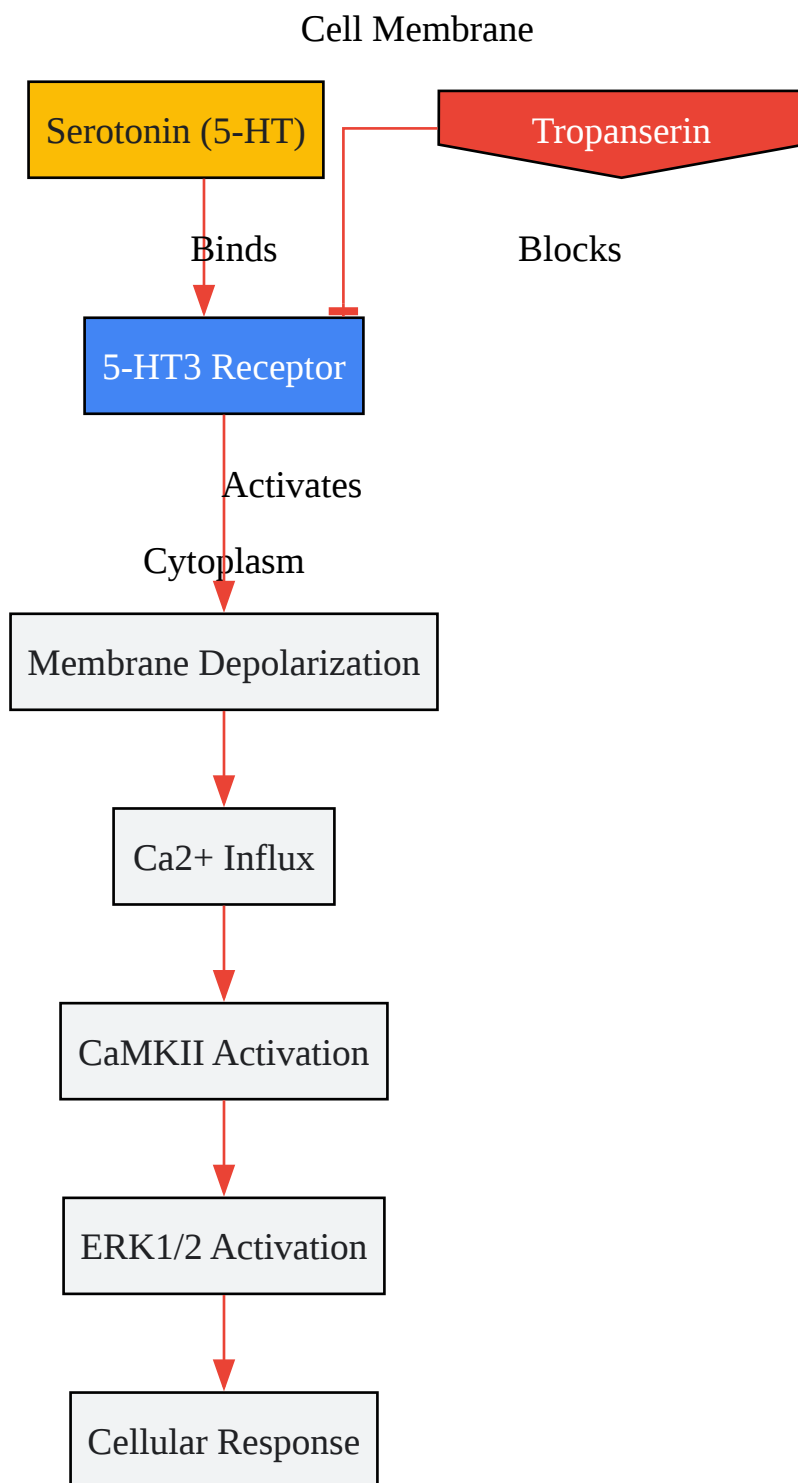 Cell Membrane
Serotonin (5-HT)
Tropanserin
Binds
Blocks
5-HT3 Receptor
Activates
Cytoplasm
Membrane Depolarization
Ca2+ Influx
CaMKII Activation
ERK1/2 Activation
Cellular Response